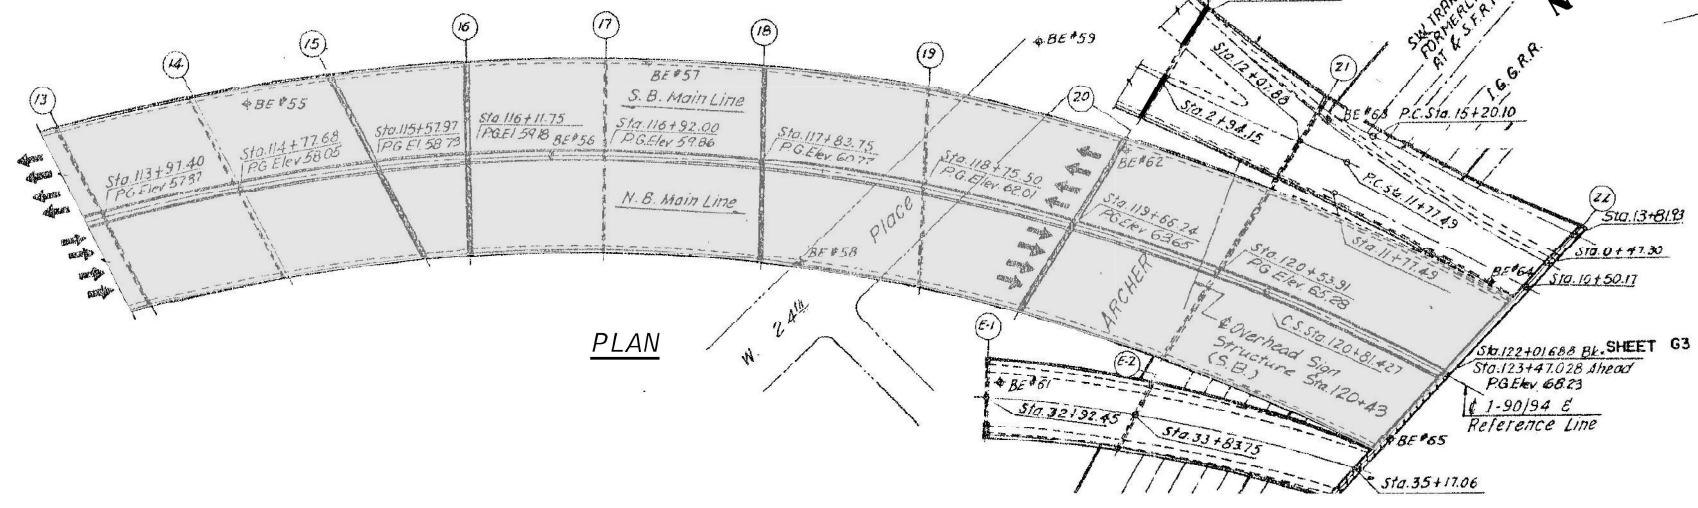 13
14
15
16
17
18
19
20
21
22
BE#55
BE#57
S.B. Main Line
BE#59
Sta.113+97.40
P.G.Elev 57.37
Sta.114+77.68
P.G.Elev 58.05
Sta.115+57.97
P.G.El 58.73
Sta.116+11.75
P.G.El 59.18
BE#56
Sta.116+92.00
P.G.Elev 59.86
Sta.117+83.75
P.G.Elev 60.77
Sta.118+75.50
P.G.Elev 62.01
N.B. Main Line
BE#58
Place
W. 24th
PLAN
BE#62
Sta.119+66.24
P.G.Elev 63.65
ARCHER
Sta.120+53.91
P.G.Elev 65.28
C.S.Sta.120+81.427
℄ Overhead Sign
Structure Sta.120+43
(S.B.)
Sta.12+97.88
Sta.2+94.15
BE#63
P.C.Sta.15+20.10
P.C.Sta.11+77.49
Sta.11+77.49
I.G.G.R.R.
SW.TRAN
FORMERL
AT & S.F.R.
N
Sta.13+81.93
Sta.0+47.30
BE#64
Sta.16+50.17
Sta.122+01.688 Bk.
SHEET G3
Sta.123+47.028 Ahead
P.G.Elev. 68.23
℄ I-90/94 &
Reference Line
E-1
E-2
BE#61
Sta.32+92.45
Sta.33+83.75
BE#65
Sta.35+17.06